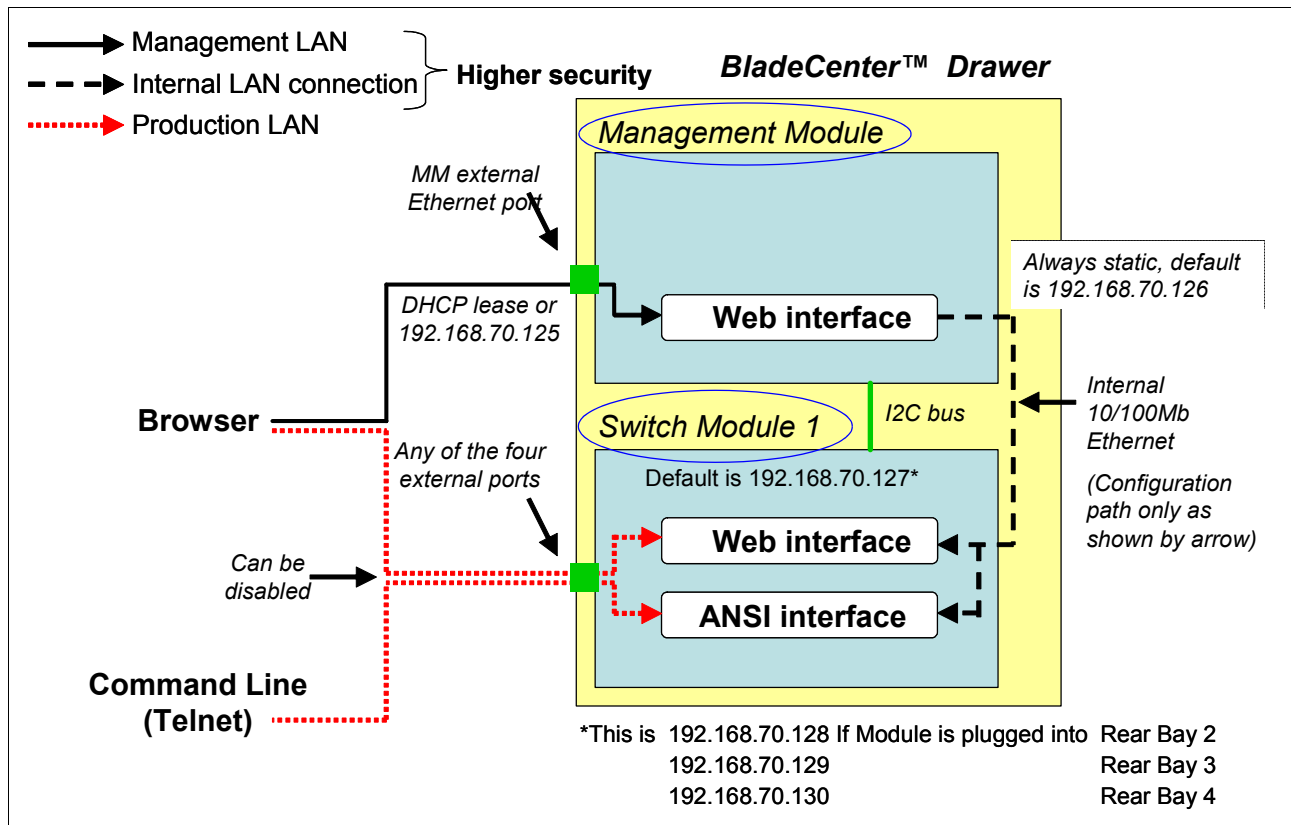 Management LAN
Internal LAN connection
Higher security
Production LAN
BladeCenter™ Drawer
Management Module
MM external
Ethernet port
Always static, default
is 192.168.70.126
DHCP lease or
192.168.70.125
Web interface
Browser
Internal
10/100Mb
Ethernet
(Configuration
path only as
shown by arrow)
I2C bus
Switch Module 1
Any of the four
external ports
Default is 192.168.70.127*
Web interface
Can be
disabled
ANSI interface
Command Line
(Telnet)
*This is 192.168.70.128 If Module is plugged into Rear Bay 2
192.168.70.129 Rear Bay 3
192.168.70.130 Rear Bay 4